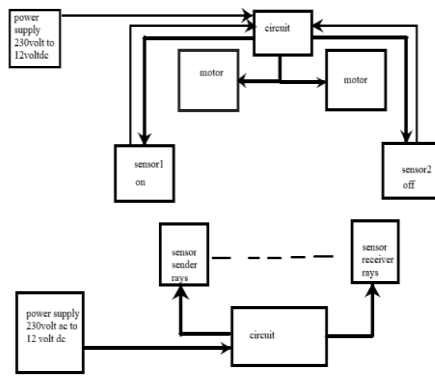 power
supply
230volt to
12voltdc
circuit
motor
motor
sensor1
on
sensor2
off
sensor
sender
rays
sensor
receiver
rays
power supply
230volt ac to
12 volt dc
circuit